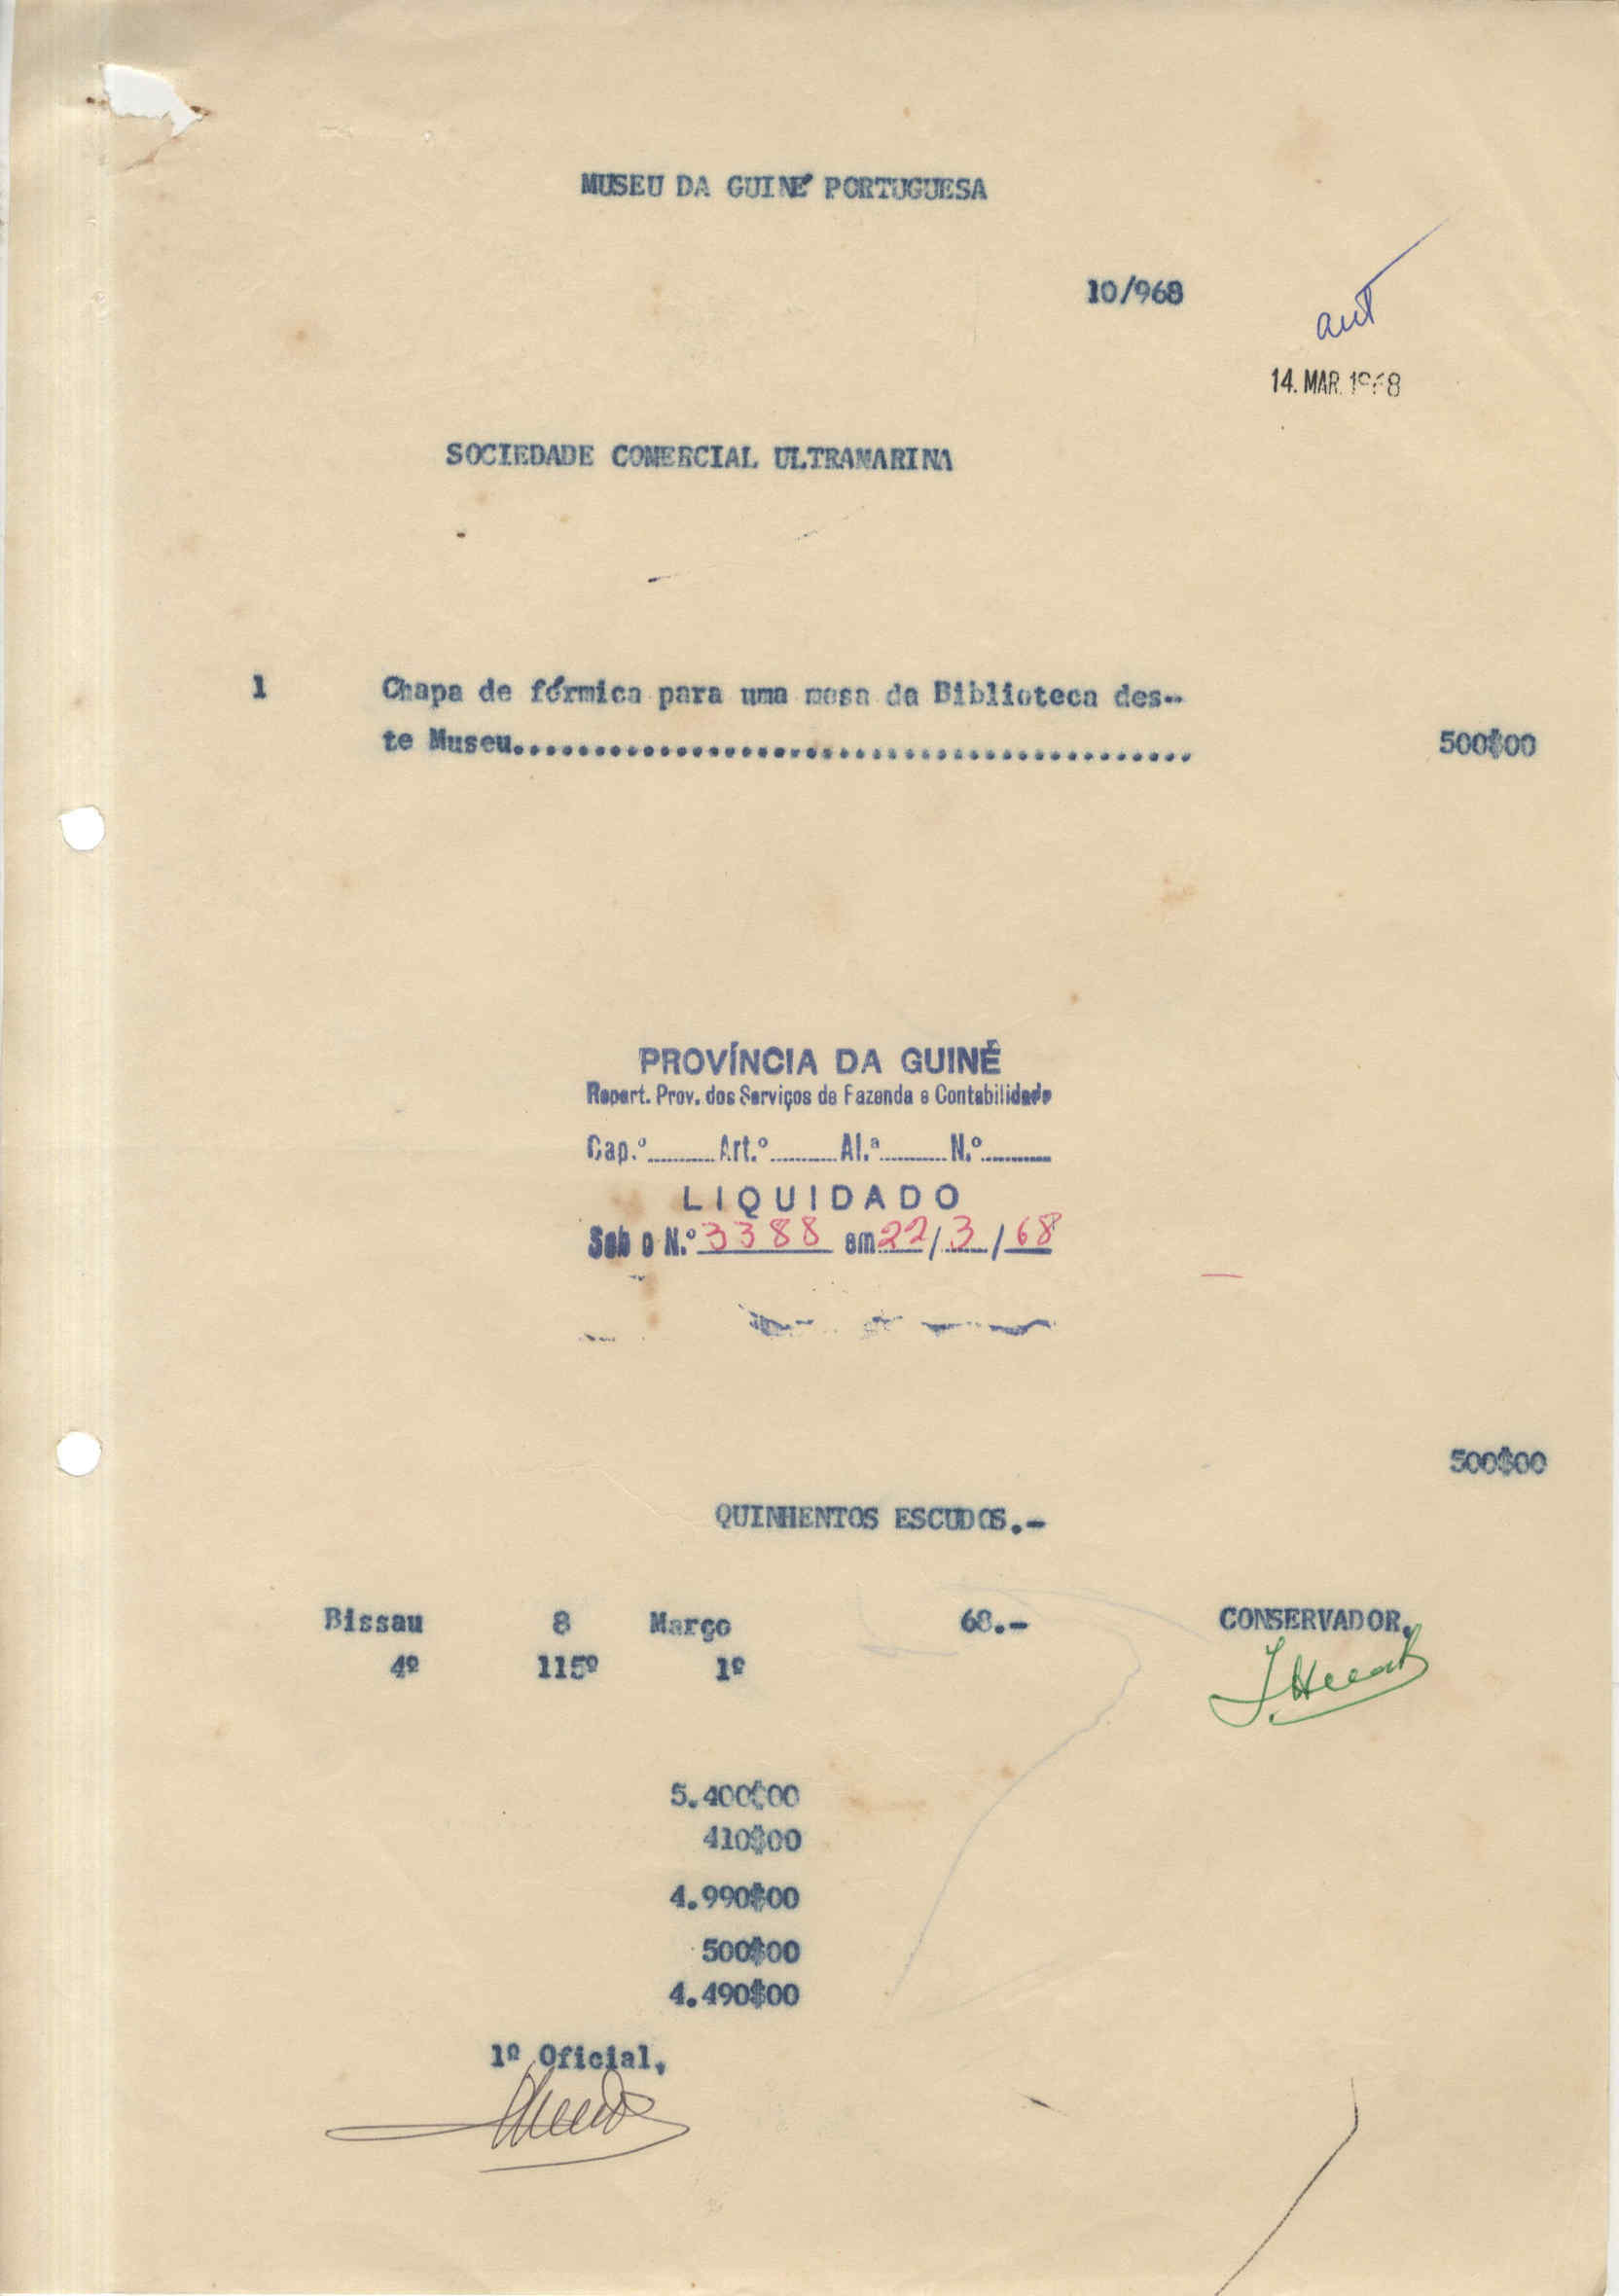 MUSEU DA GUINÉ PORTUGUESA
10/968
aut
14. MAR. 1968
SOCIEDADE COMERCIAL ULTRAMARINA
1 Chapa de fórmica para uma mesa da Biblioteca des-
te Museu.......................................... 500$00
PROVÍNCIA DA GUINÉ
Repart. Prov. dos Serviços de Fazenda e Contabilidade
Cap.º........ Art.º........ Al.ª........ N.º........
LIQUIDADO
Sob o N.º 3388 em 22/3/68
500$00
QUINHENTOS ESCUDOS.-
Bissau 8 Março 68.- CONSERVADOR,
4º 115º 1º
5.400$00
410$00
4.990$00
500$00
4.490$00
1º Oficial,